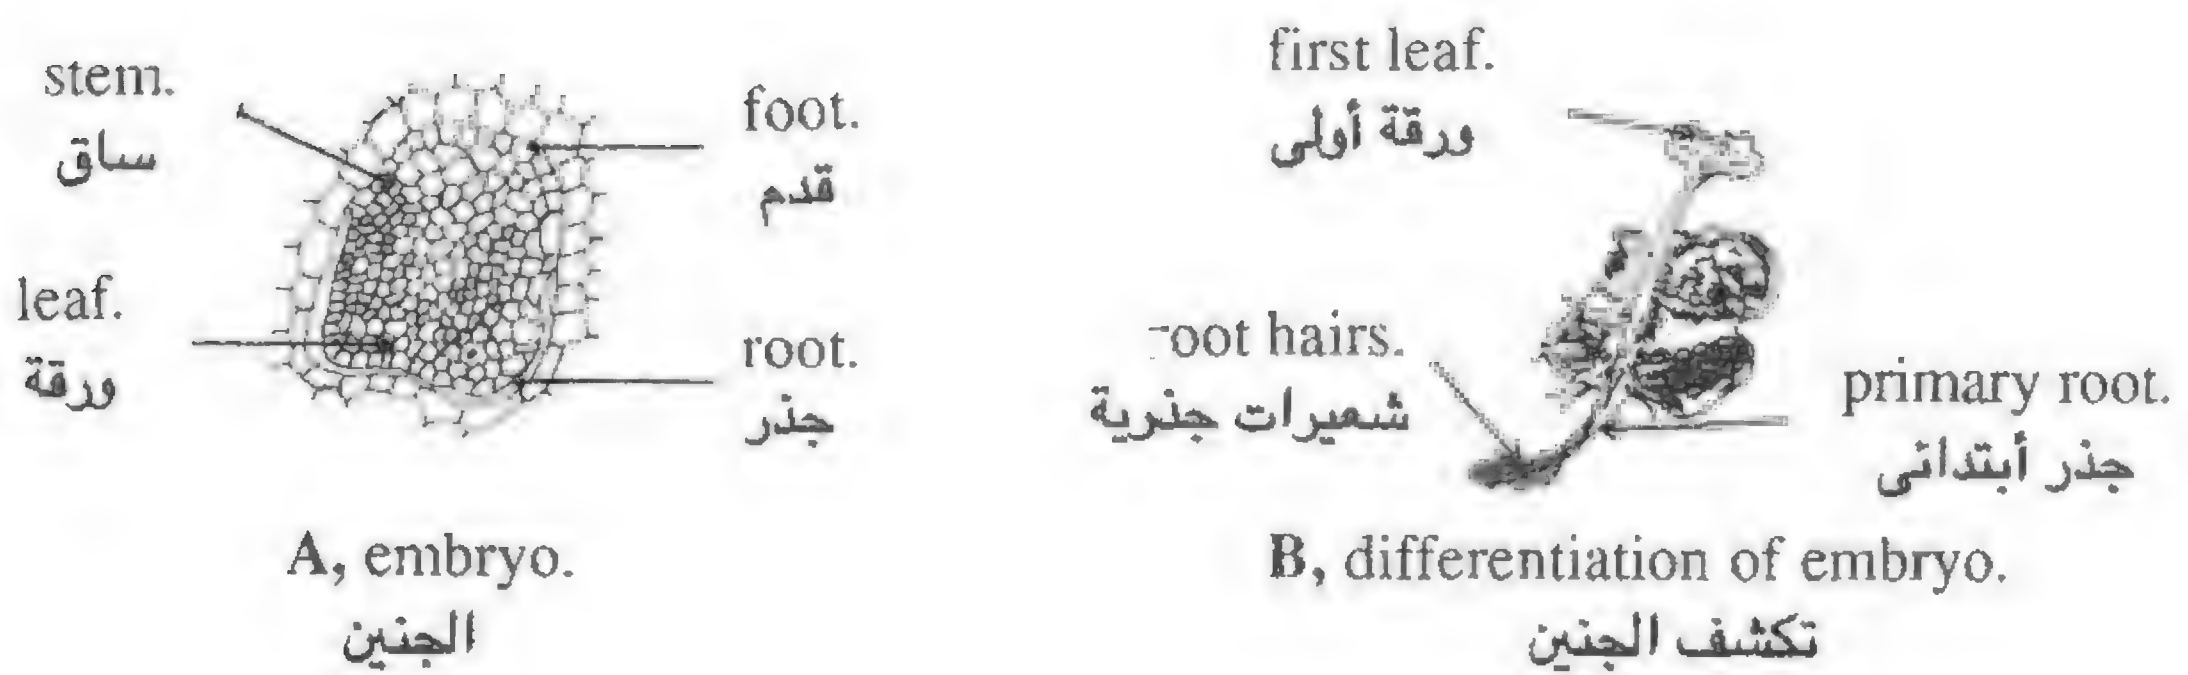 stem.
ساق
foot.
قدم
leaf.
ورقة
root.
جذر
A, embryo.
الجنين
first leaf.
ورقة أولى
root hairs.
شعيرات جذرية
primary root.
جذر أبتدائى
B, differentiation of embryo.
تكشف الجنين